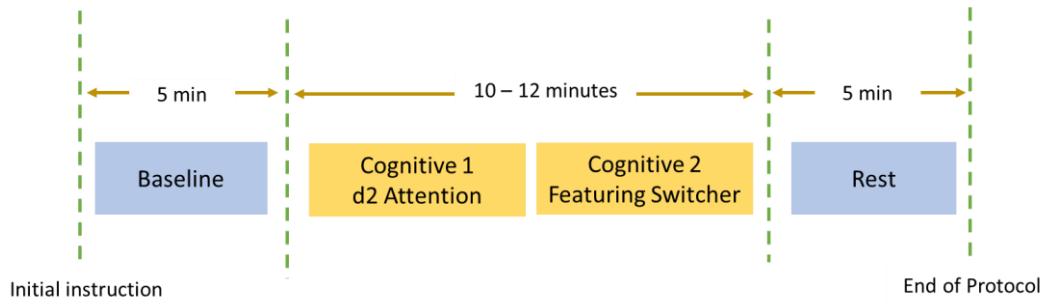 5 min
10 – 12 minutes
5 min
Baseline
Cognitive 1
d2 Attention
Cognitive 2
Featuring Switcher
Rest
Initial instruction
End of Protocol